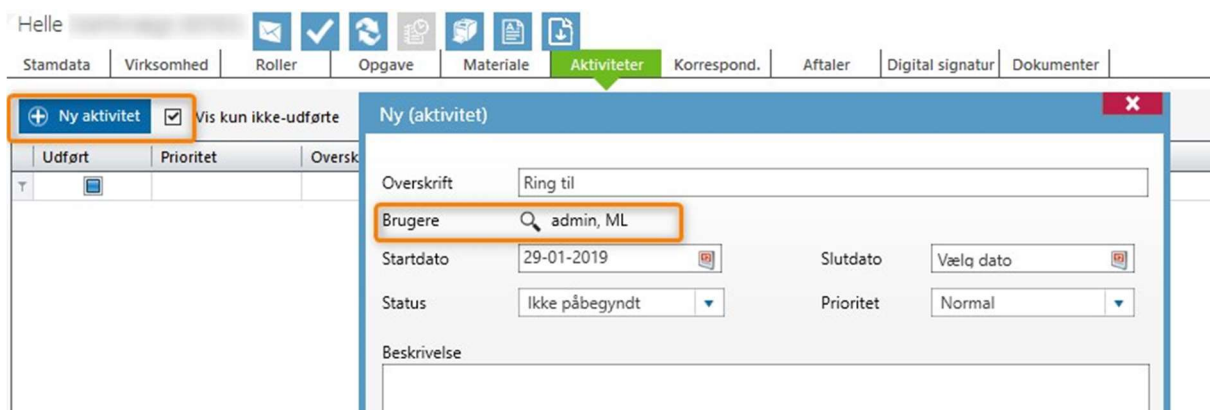 Helle
Stamdata Virksomhed Roller Opgave Materiale Aktiviteter Korrespond. Aftaler Digital signatur Dokumenter
Ny aktivitet Vis kun ikke-udførte
Udført Prioritet Oversk
Ny (aktivitet)
Overskrift Ring til
Brugere admin, ML
Startdato 29-01-2019 Slutdato Vælg dato
Status Ikke påbegyndt Prioritet Normal
Beskrivelse